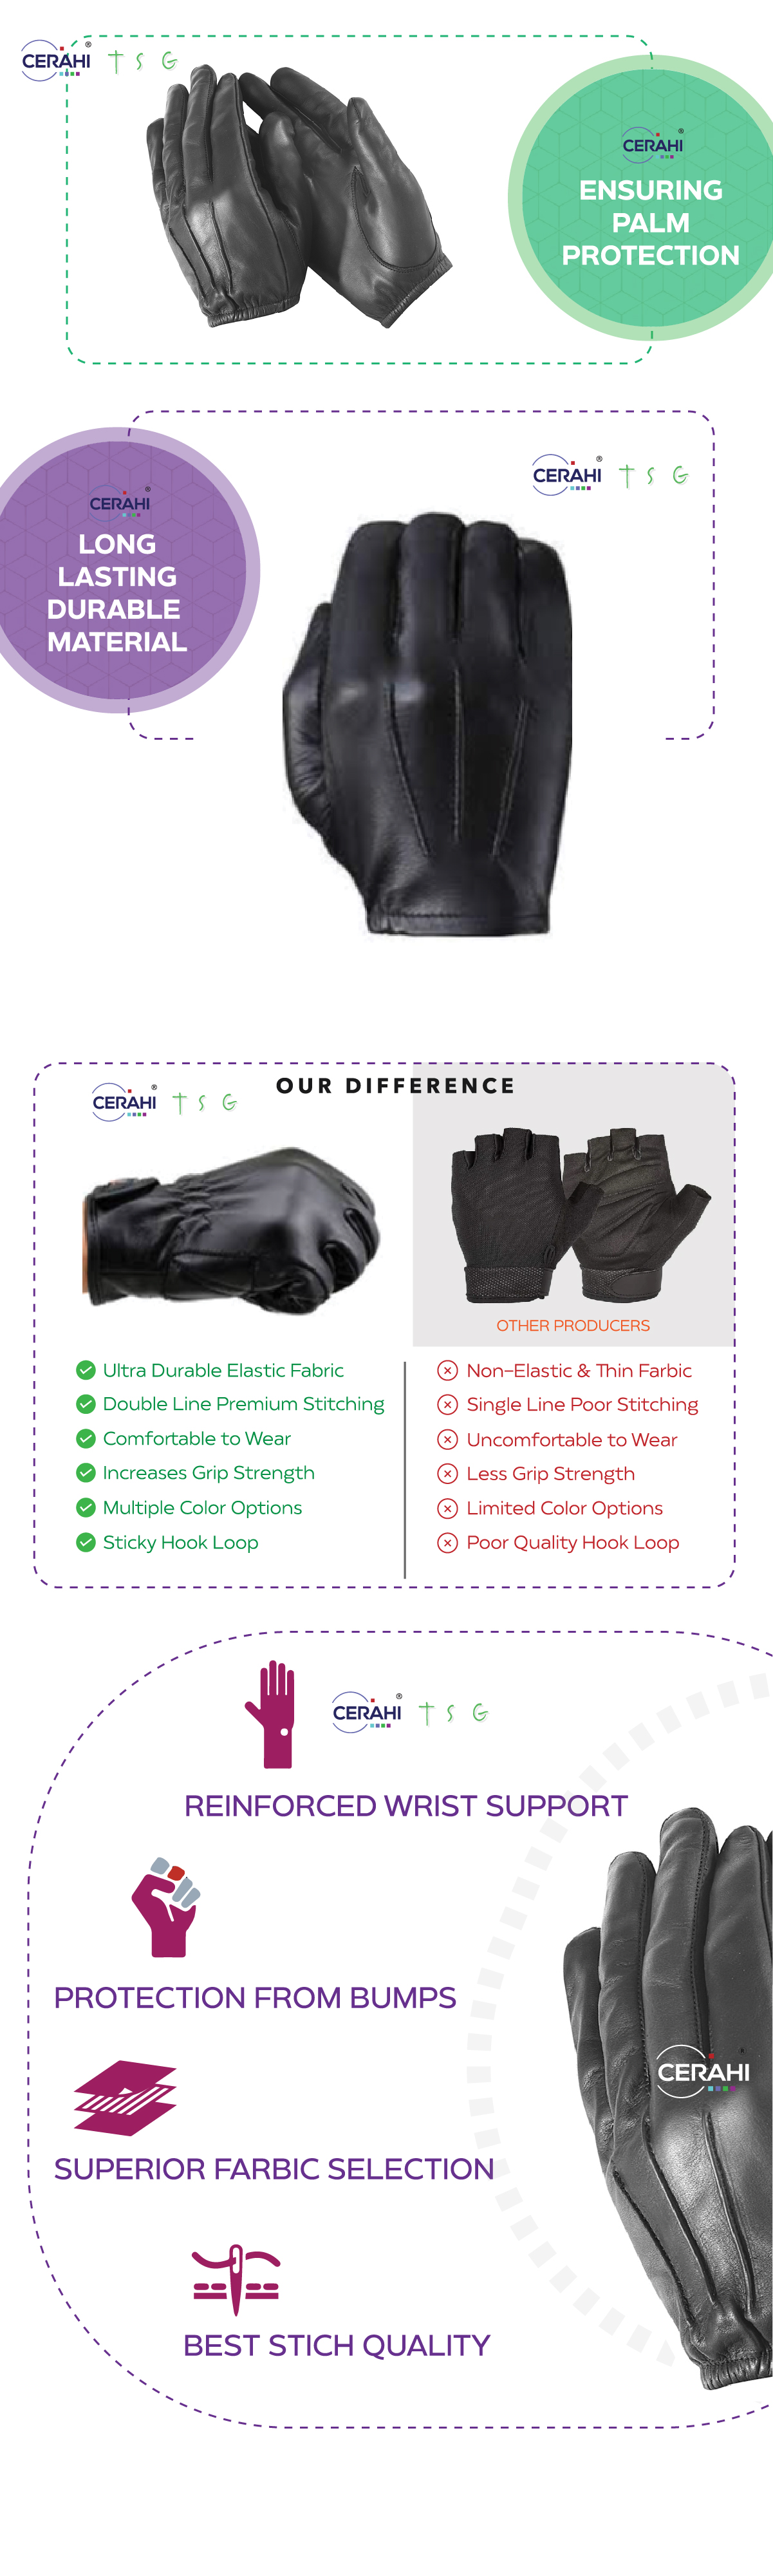 CERAHI ® T S G
CERAHI ®
ENSURING
PALM
PROTECTION
CERAHI ® T S G
CERAHI ®
LONG
LASTING
DURABLE
MATERIAL
OUR DIFFERENCE
CERAHI ® T S G
OTHER PRODUCERS
Ultra Durable Elastic Fabric
Double Line Premium Stitching
Comfortable to Wear
Increases Grip Strength
Multiple Color Options
Sticky Hook Loop
Non-Elastic & Thin Farbic
Single Line Poor Stitching
Uncomfortable to Wear
Less Grip Strength
Limited Color Options
Poor Quality Hook Loop
CERAHI ® T S G
REINFORCED WRIST SUPPORT
PROTECTION FROM BUMPS
CERAHI ®
SUPERIOR FARBIC SELECTION
BEST STICH QUALITY